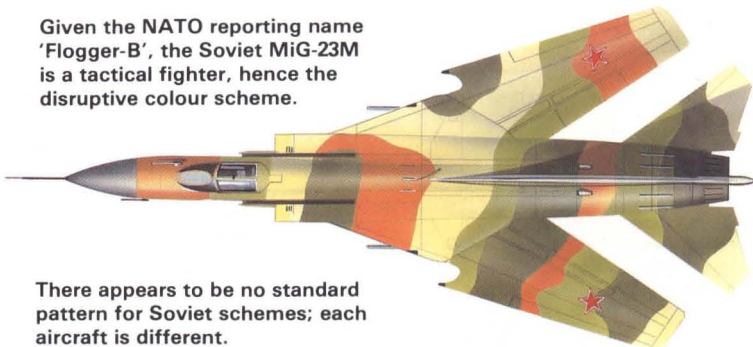 Given the NATO reporting name
'Flogger-B', the Soviet MiG-23M
is a tactical fighter, hence the
disruptive colour scheme.
There appears to be no standard
pattern for Soviet schemes; each
aircraft is different.